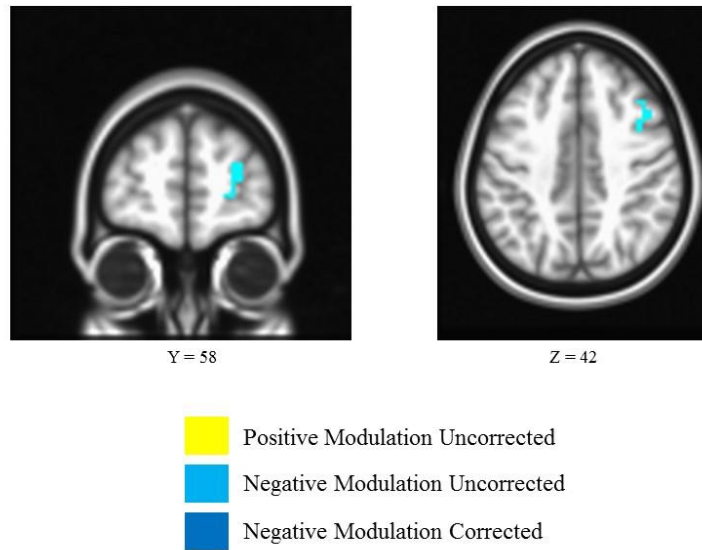 Y = 58
Z = 42
Positive Modulation Uncorrected
Negative Modulation Uncorrected
Negative Modulation Corrected